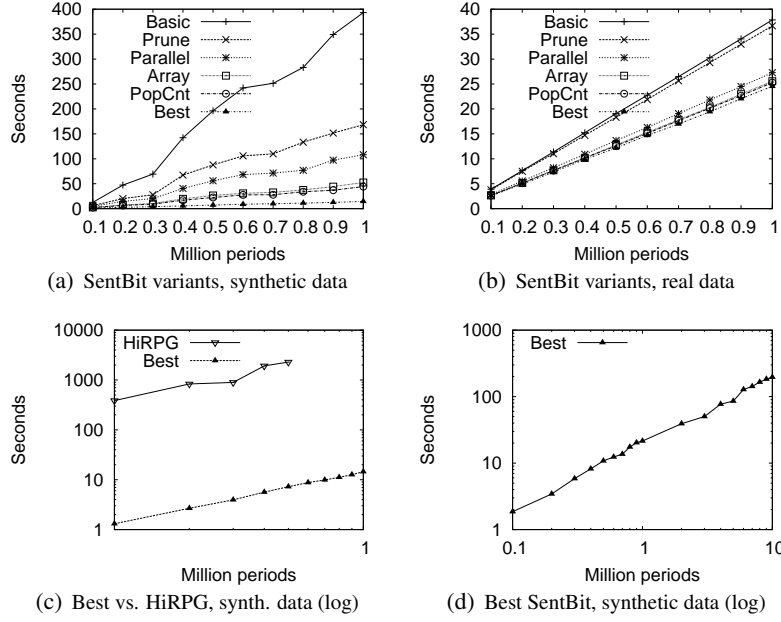 400
350
300
250
200
150
100
50
0
Seconds
Basic
Prune
Parallel
Array
PopCnt
Best
0.1 0.2 0.3 0.4 0.5 0.6 0.7 0.8 0.9 1
Million periods
(a) SentBit variants, synthetic data
40
35
30
25
20
15
10
5
0
Seconds
Basic
Prune
Parallel
Array
PopCnt
Best
0.1 0.2 0.3 0.4 0.5 0.6 0.7 0.8 0.9 1
Million periods
(b) SentBit variants, real data
10000
1000
100
10
1
Seconds
HiRPG
Best
1
Million periods
(c) Best vs. HiRPG, synth. data (log)
1000
100
10
1
Seconds
Best
0.1 1 10
Million periods
(d) Best SentBit, synthetic data (log)